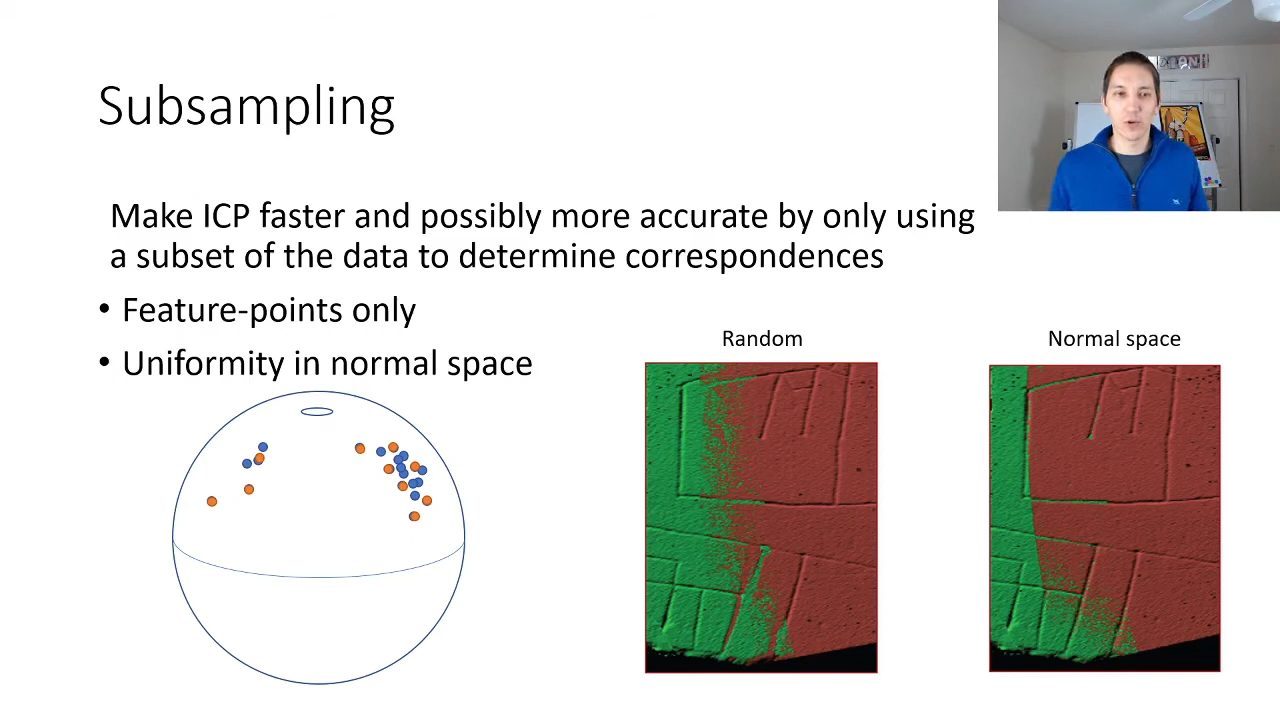 Subsampling
Make ICP faster and possibly more accurate by only using
a subset of the data to determine correspondences
• Feature-points only
• Uniformity in normal space
Random
Normal space